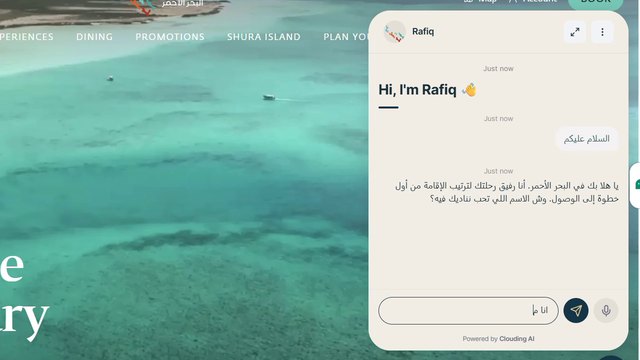 البحر الأحمر
Map
Account
BOOK
PERIENCES
DINING
PROMOTIONS
SHURA ISLAND
PLAN YOU
Rafiq
Just now
Hi, I'm Rafiq 👋
Just now
السلام عليكم
Just now
يا هلا بك في البحر الأحمر. أنا رفيق رحلتك لترتيب الإقامة من أول
خطوة إلى الوصول. وش الاسم اللي تحب نناديك فيه؟
انا م
Powered by Clouding AI
e
ary